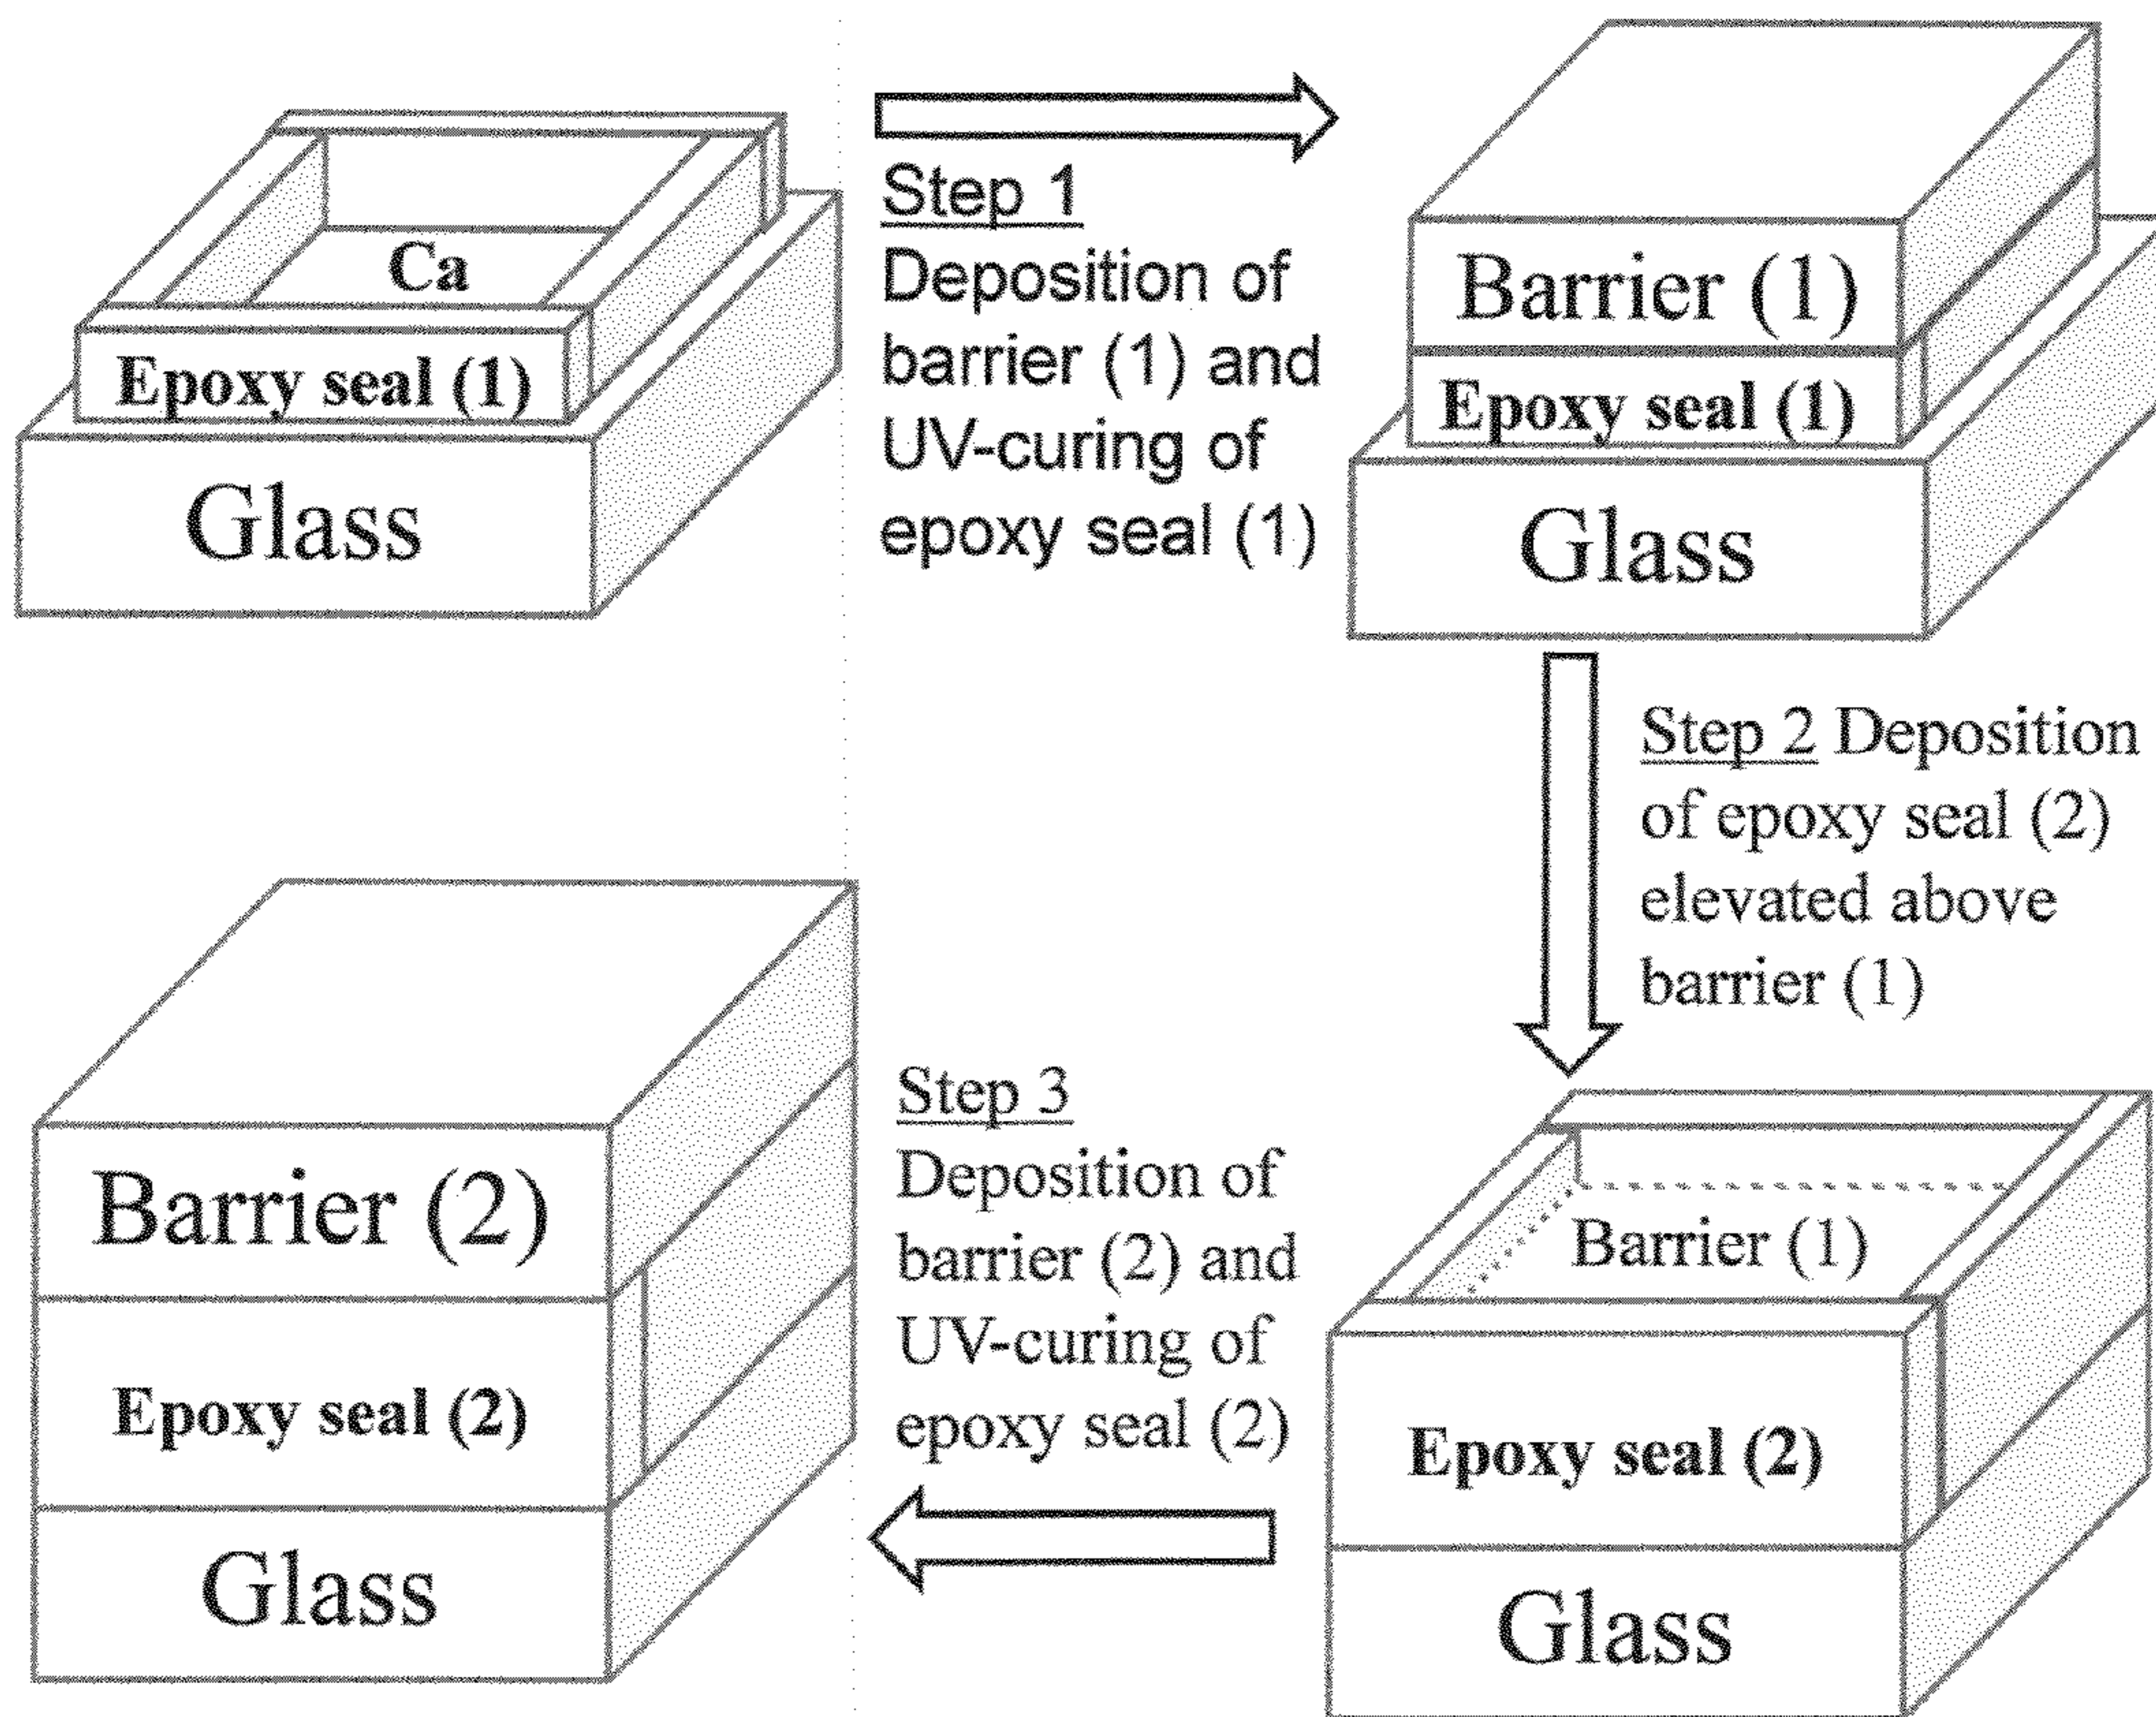 Ca
Epoxy seal (1)
Glass
Step 1
Deposition of
barrier (1) and
UV-curing of
epoxy seal (1)
Barrier (1)
Epoxy seal (1)
Glass
Step 2 Deposition
of epoxy seal (2)
elevated above
barrier (1)
Barrier (1)
Epoxy seal (2)
Glass
Step 3
Deposition of
barrier (2) and
UV-curing of
epoxy seal (2)
Barrier (2)
Epoxy seal (2)
Glass